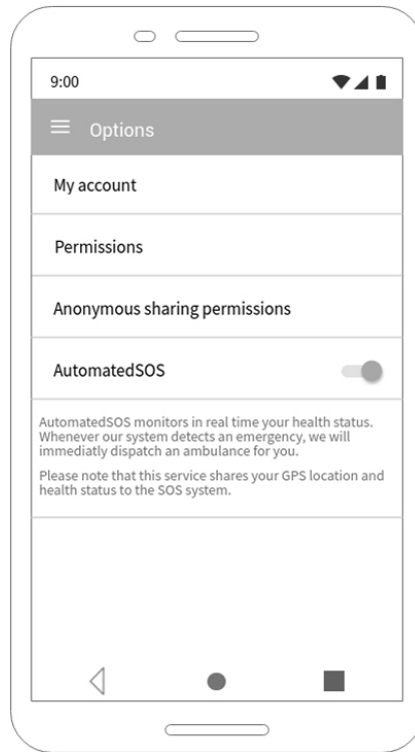 9:00
Options
My account
Permissions
Anonymous sharing permissions
AutomatedSOS
AutomatedSOS monitors in real time your health status.
Whenever our system detects an emergency, we will
immediatly dispatch an ambulance for you.
Please note that this service shares your GPS location and
health status to the SOS system.